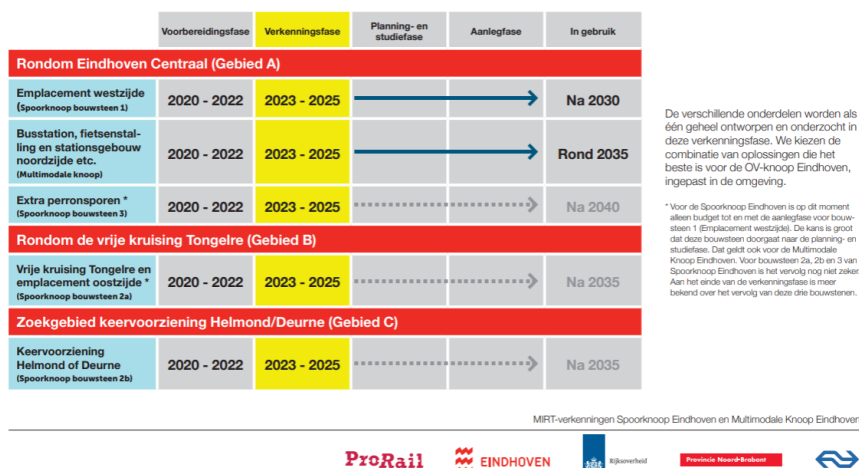 Voorbereidingsfase Verkenningsfase Planning- en studiefase Aanlegfase In gebruik
Rondom Eindhoven Centraal (Gebied A)
Emplacement westzijde
(Spoorknoop bouwsteen 1)
2020 - 2022 2023 - 2025 Na 2030
Busstation, fietsenstal-
ling en stationsgebouw
noordzijde etc.
(Multimodale knoop)
2020 - 2022 2023 - 2025 Rond 2035
Extra perronsporen *
(Spoorknoop bouwsteen 3)
2020 - 2022 2023 - 2025 Na 2040
Rondom de vrije kruising Tongelre (Gebied B)
Vrije kruising Tongelre en
emplacement oostzijde *
(Spoorknoop bouwsteen 2a)
2020 - 2022 2023 - 2025 Na 2035
Zoekgebied keervoorziening Helmond/Deurne (Gebied C)
Keervoorziening
Helmond of Deurne
(Spoorknoop bouwsteen 2b)
2020 - 2022 2023 - 2025 Na 2035
De verschillende onderdelen worden als
één geheel ontworpen en onderzocht in
deze verkenningsfase. We kiezen de
combinatie van oplossingen die het
beste is voor de OV-knoop Eindhoven,
ingepast in de omgeving.
* Voor de Spoorknoop Eindhoven is op dit moment
alleen budget tot en met de aanlegfase voor bouw-
steen 1 (Emplacement westzijde). De kans is groot
dat deze bouwsteen doorgaat naar de planning- en
studiefase. Dat geldt ook voor de Multimodale
Knoop Eindhoven. Voor bouwsteen 2a, 2b en 3 van
Spoorknoop Eindhoven is het vervolg nog niet zeker.
Aan het einde van de verkenningsfase is meer
bekend over het vervolg van deze drie bouwstenen.
MIRT-verkenningen Spoorknoop Eindhoven en Multimodale Knoop Eindhoven
ProRail EINDHOVEN Rijksoverheid Provincie Noord-Brabant